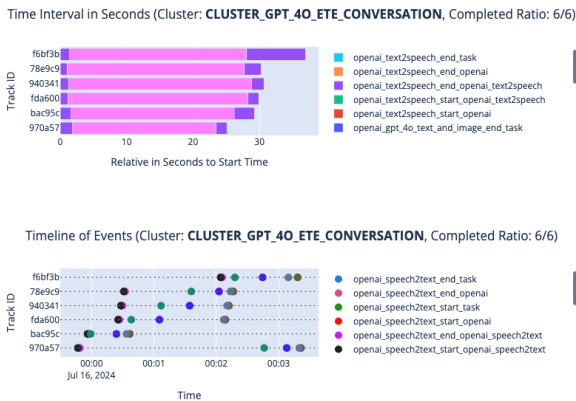 Time Interval in Seconds (Cluster: CLUSTER_GPT_4O_ETE_CONVERSATION, Completed Ratio: 6/6)
Track ID
f6bf3b
78e9c9
940341
fda600
bac95c
970a57
0 10 20 30
Relative in Seconds to Start Time
openai_text2speech_end_task
openai_text2speech_end_openai
openai_text2speech_end_openai_text2speech
openai_text2speech_start_openai_text2speech
openai_text2speech_start_openai
openai_gpt_4o_text_and_image_end_task
Timeline of Events (Cluster: CLUSTER_GPT_4O_ETE_CONVERSATION, Completed Ratio: 6/6)
Track ID
f6bf3b
78e9c9
940341
fda600
bac95c
970a57
00:00 00:01 00:02 00:03
Jul 16, 2024
Time
openai_speech2text_end_task
openai_speech2text_end_openai
openai_speech2text_start_task
openai_speech2text_start_openai
openai_speech2text_end_openai_speech2text
openai_speech2text_start_openai_speech2text